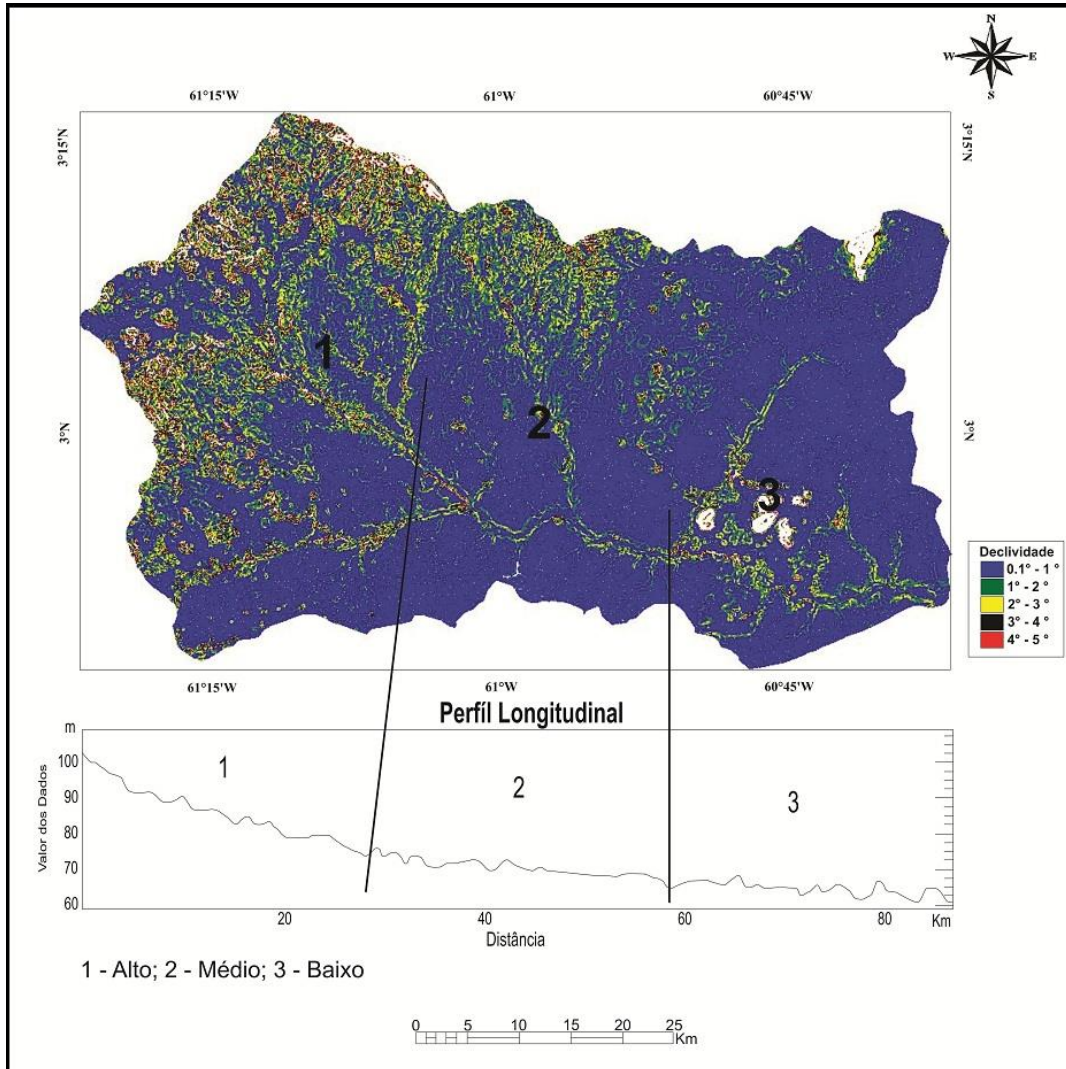 N
W E
S
61°15'W 61°W 60°45'W
3°15'N 3°15'N
3°N 3°N
1
2
3
Declividade
0.1° - 1 °
1° - 2 °
2° - 3 °
3° - 4 °
4° - 5 °
61°15'W 61°W 60°45'W
Perfíl Longitudinal
m
100
90
80
70
60
Valor dos Dados
1
2
3
20 40 60 80 Km
Distância
1 - Alto; 2 - Médio; 3 - Baixo
0 5 10 15 20 25
Km